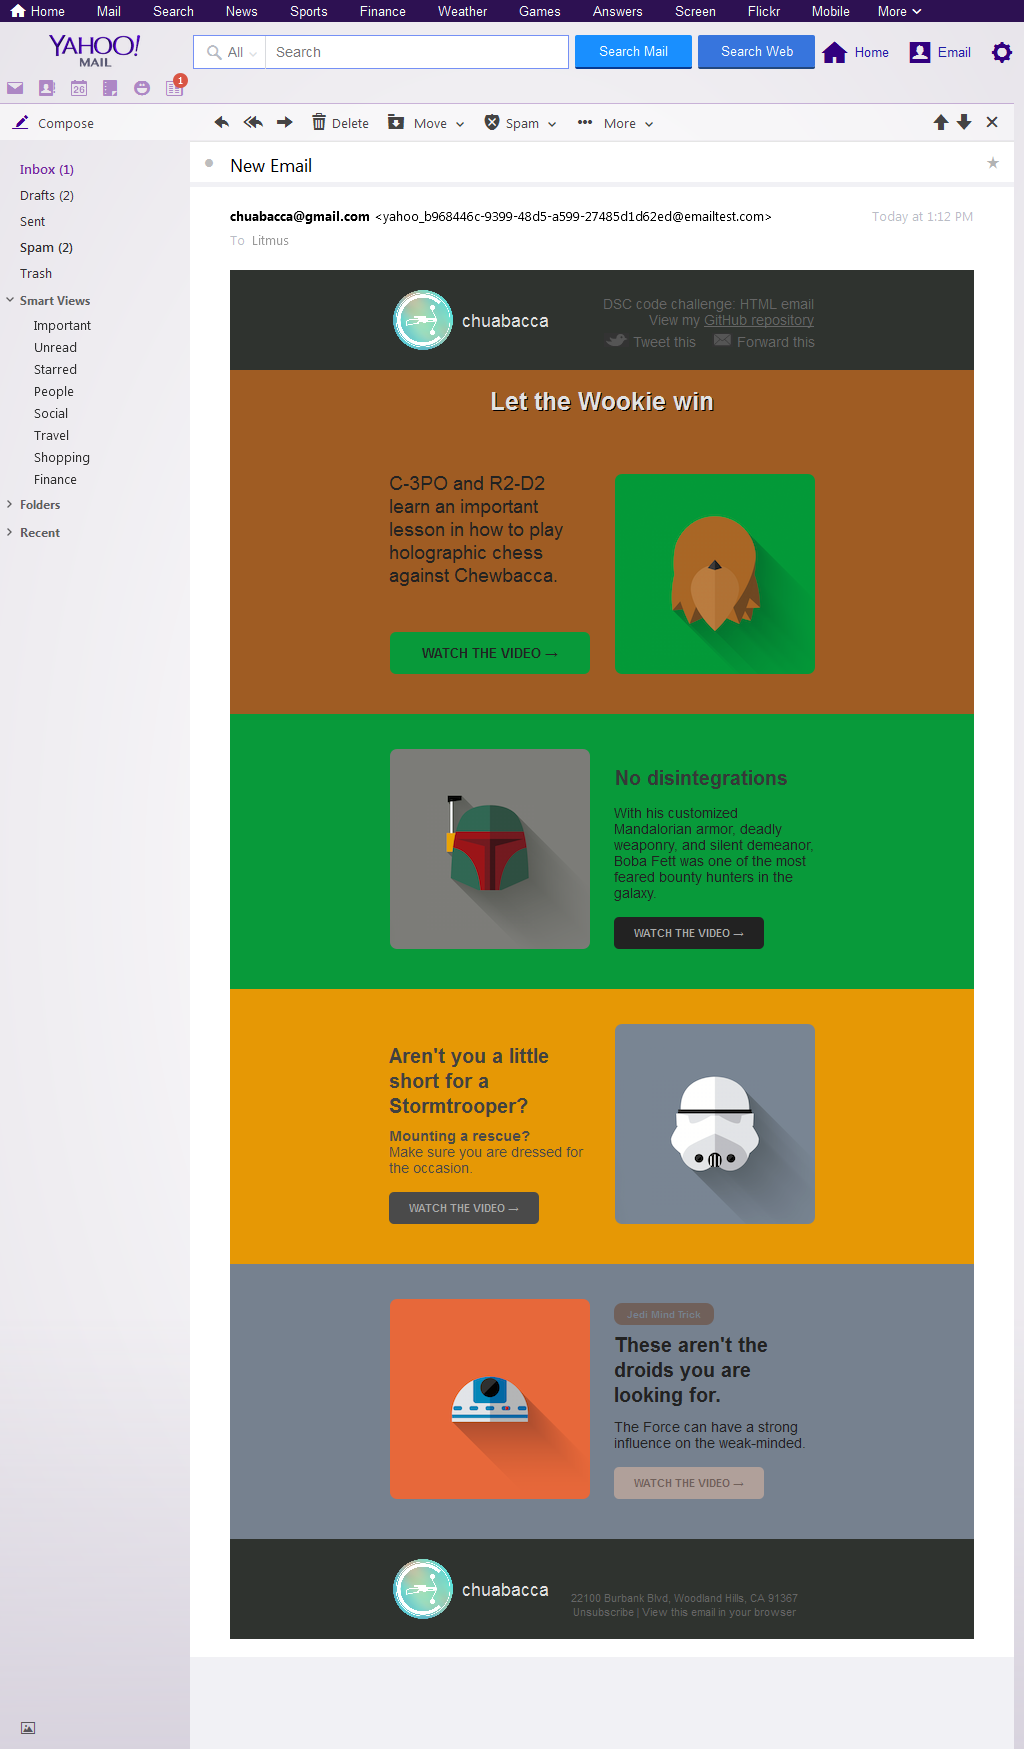 Home Mail Search News Sports Finance Weather Games Answers Screen Flickr Mobile More
YAHOO!
MAIL
All Search Search Mail Search Web Home Email
26 1
Compose Delete Move Spam More
Inbox (1)
Drafts (2)
Sent
Spam (2)
Trash
Smart Views
Important
Unread
Starred
People
Social
Travel
Shopping
Finance
Folders
Recent
New Email
chuabacca@gmail.com <yahoo_b968446c-9399-48d5-a599-27485d1d62ed@emailtest.com> Today at 1:12 PM
To Litmus
chuabacca
DSC code challenge: HTML email
View my GitHub repository
Tweet this Forward this
Let the Wookie win
C-3PO and R2-D2
learn an important
lesson in how to play
holographic chess
against Chewbacca.
WATCH THE VIDEO →
No disintegrations
With his customized
Mandalorian armor, deadly
weaponry, and silent demeanor,
Boba Fett was one of the most
feared bounty hunters in the
galaxy.
WATCH THE VIDEO →
Aren't you a little
short for a
Stormtrooper?
Mounting a rescue?
Make sure you are dressed for
the occasion.
WATCH THE VIDEO →
Jedi Mind Trick
These aren't the
droids you are
looking for.
The Force can have a strong
influence on the weak-minded.
WATCH THE VIDEO →
chuabacca
22100 Burbank Blvd, Woodland Hills, CA 91367
Unsubscribe | View this email in your browser